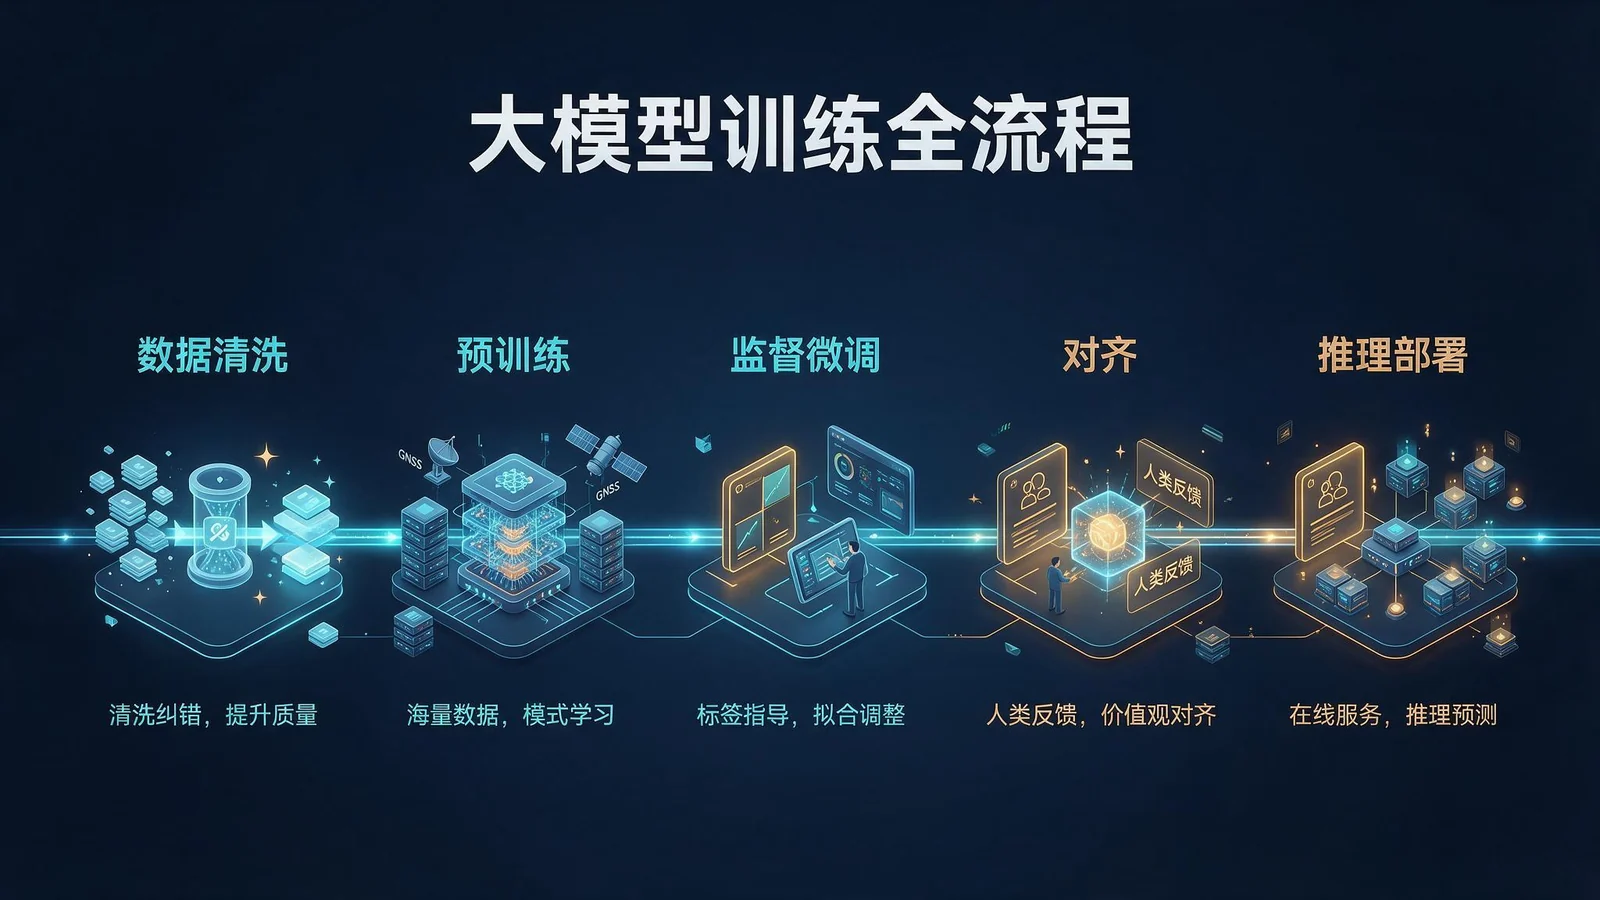 大模型训练全流程
数据清洗
预训练
监督微调
对齐
推理部署
GNSS
GNSS
人类反馈
人类反馈
清洗纠错，提升质量
海量数据，模式学习
标签指导，拟合调整
人类反馈，价值观对齐
在线服务，推理预测